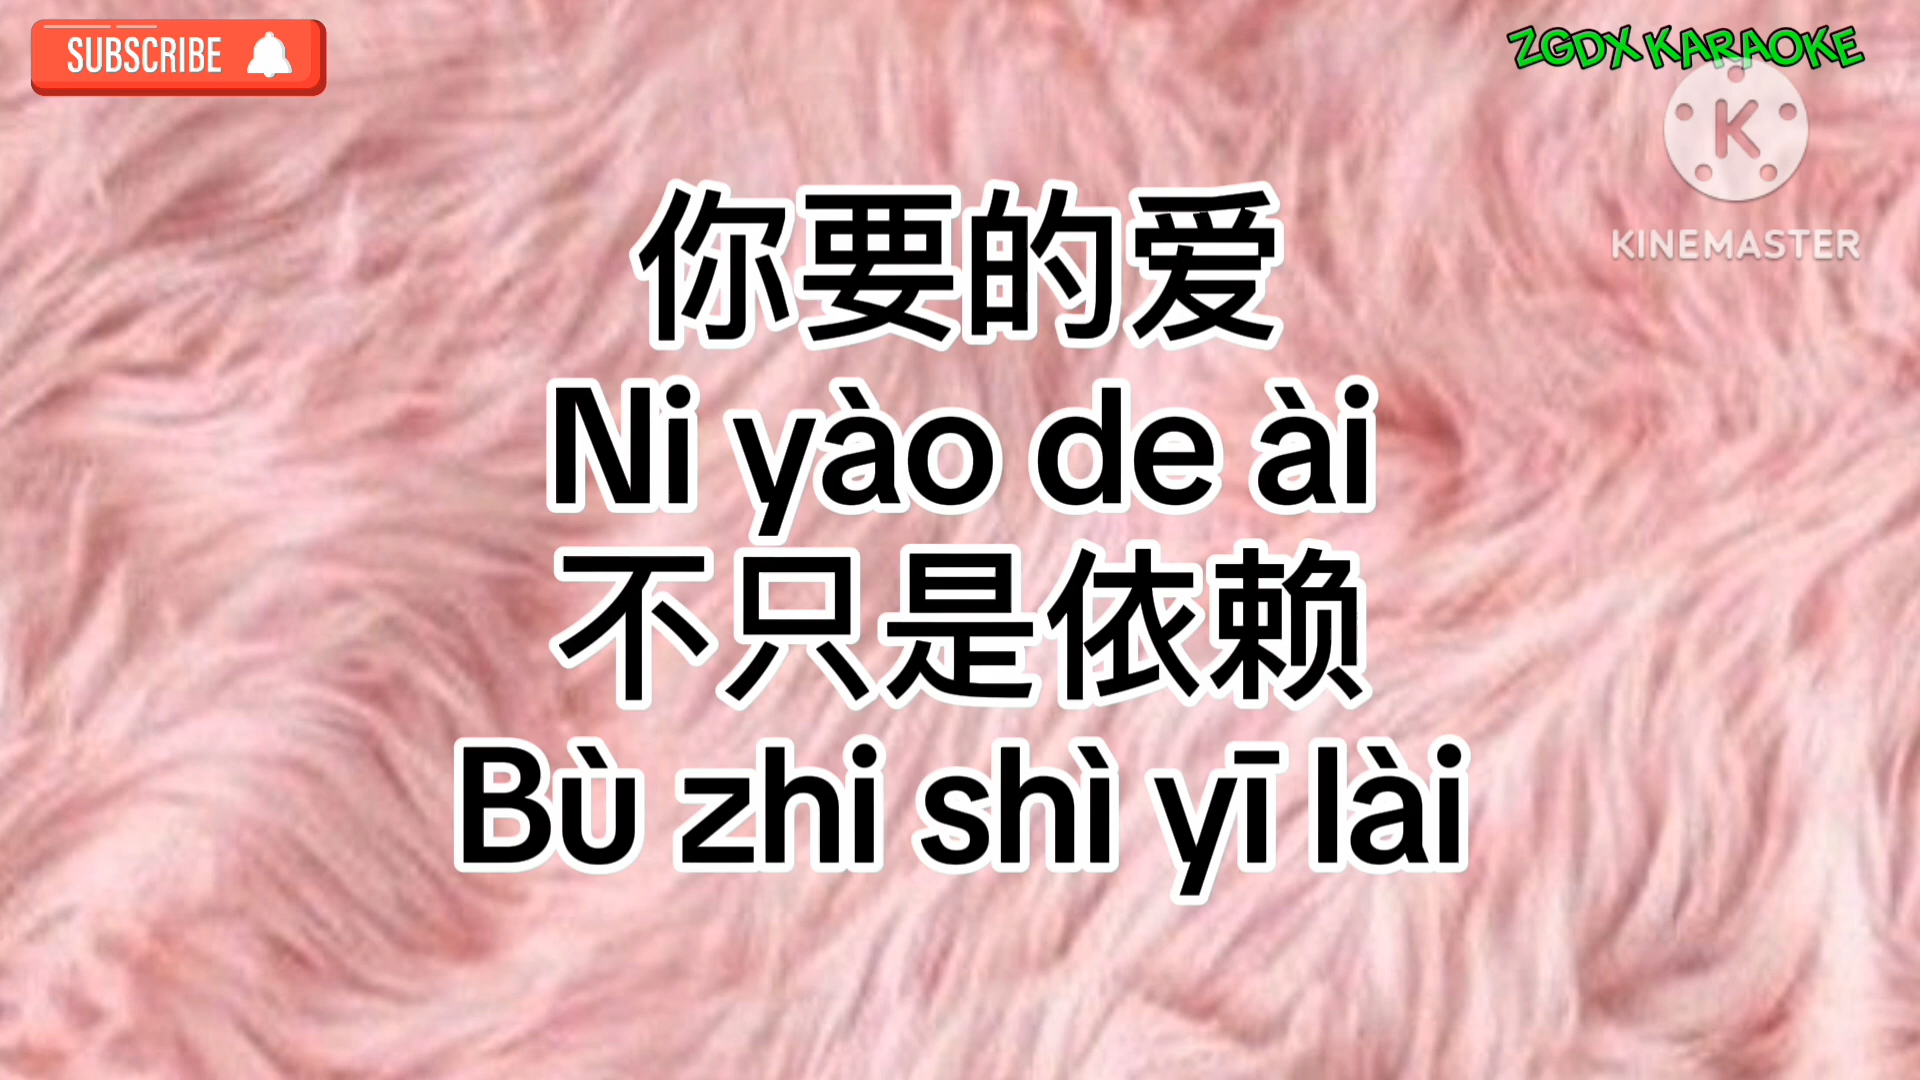 SUBSCRIBE
ZGDX KARAOKE
K
KINEMASTER
你要的爱
Ni yào de ài
不只是依赖
Bù zhi shì yī lài